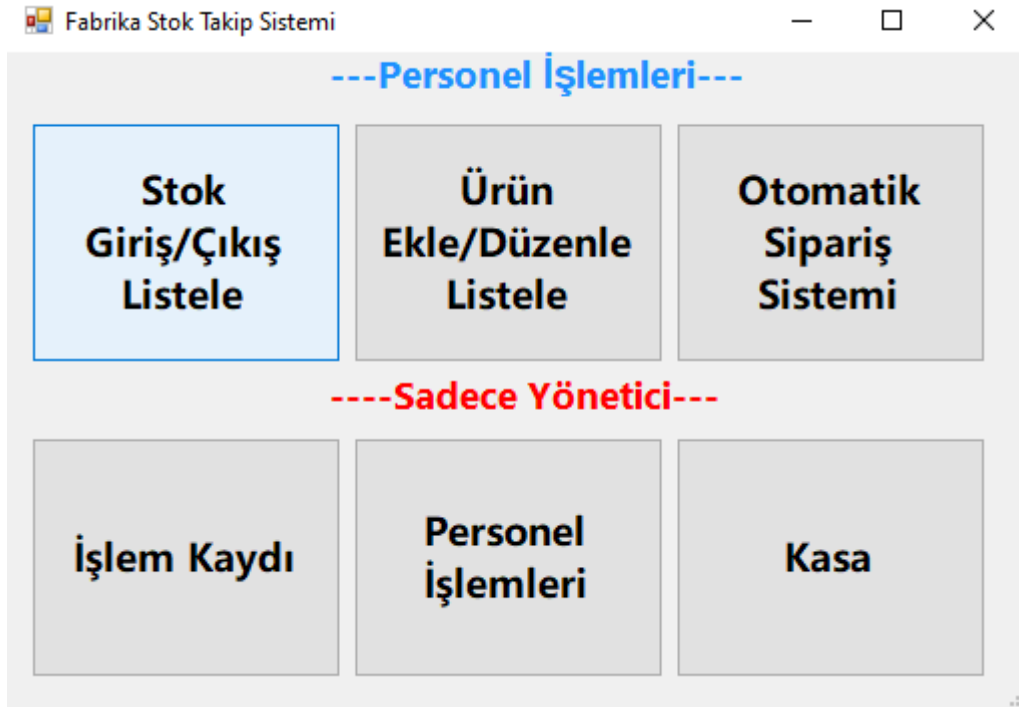 Fabrika Stok Takip Sistemi
---Personel İşlemleri---
Stok
Giriş/Çıkış
Listele
Ürün
Ekle/Düzenle
Listele
Otomatik
Sipariş
Sistemi
----Sadece Yönetici---
İşlem Kaydı
Personel
İşlemleri
Kasa